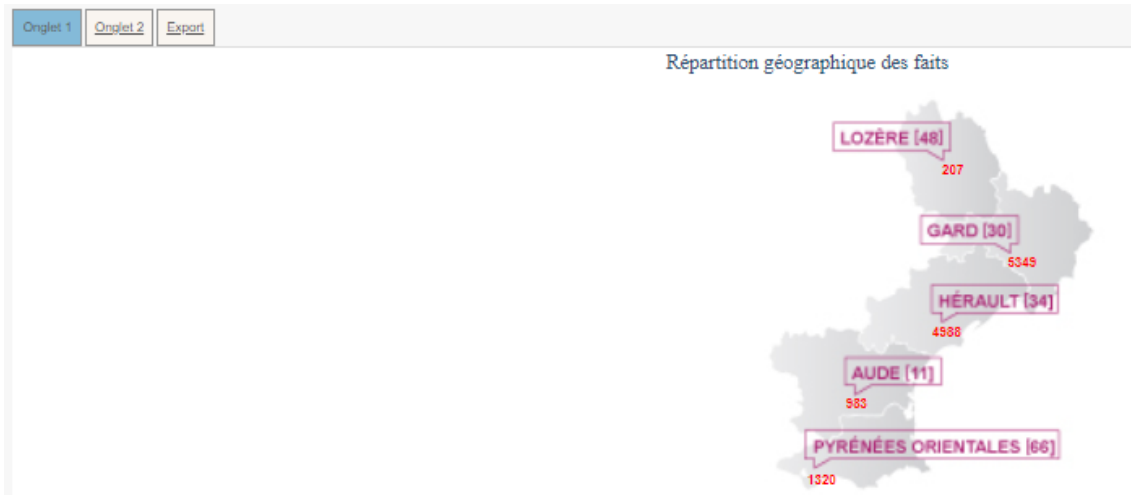 Onglet 1 Onglet 2 Export
Répartition géographique des faits
LOZÈRE [48]
207
GARD [30]
5349
HÉRAULT [34]
4988
AUDE [11]
983
PYRÉNÉES ORIENTALES [66]
1320